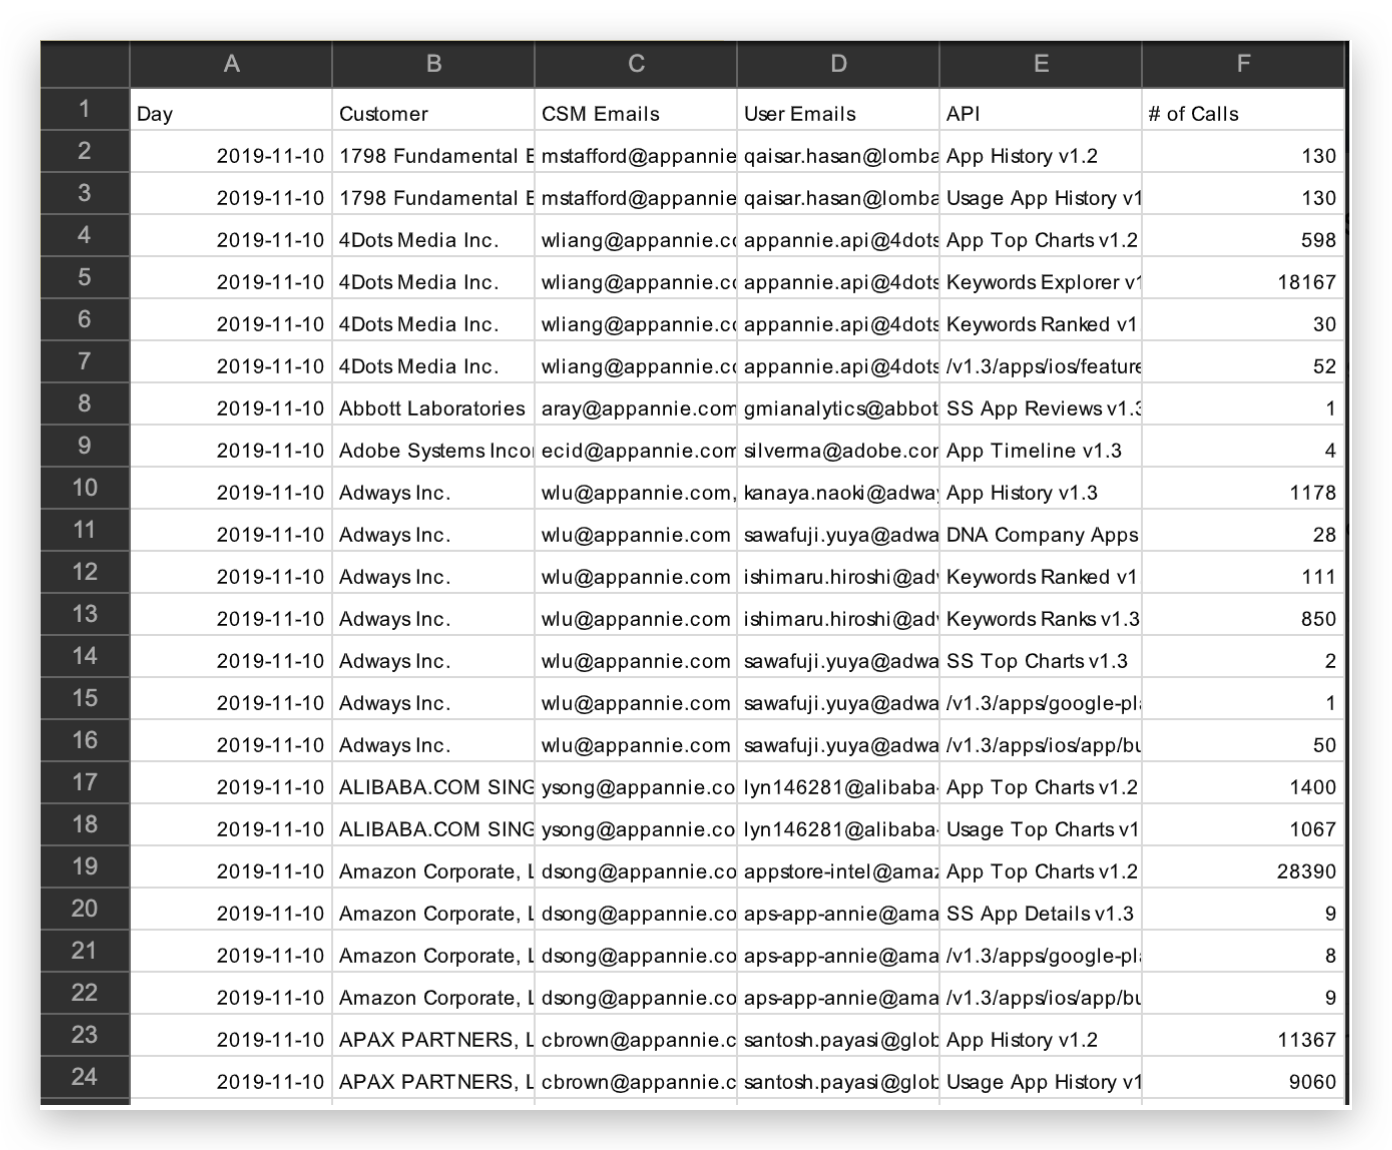 A B C D E F
1 Day Customer CSM Emails User Emails API # of Calls
2 2019-11-10 1798 Fundamental E mstafford@appannie qaisar.hasan@lomba App History v1.2 130
3 2019-11-10 1798 Fundamental E mstafford@appannie qaisar.hasan@lomba Usage App History v1 130
4 2019-11-10 4Dots Media Inc. wliang@appannie.co appannie.api@4dots App Top Charts v1.2 598
5 2019-11-10 4Dots Media Inc. wliang@appannie.co appannie.api@4dots Keywords Explorer v1 18167
6 2019-11-10 4Dots Media Inc. wliang@appannie.co appannie.api@4dots Keywords Ranked v1 30
7 2019-11-10 4Dots Media Inc. wliang@appannie.co appannie.api@4dots /v1.3/apps/ios/feature 52
8 2019-11-10 Abbott Laboratories aray@appannie.com gmianalytics@abbot SS App Reviews v1.3 1
9 2019-11-10 Adobe Systems Incor ecid@appannie.com silverma@adobe.com App Timeline v1.3 4
10 2019-11-10 Adways Inc. wlu@appannie.com, kanaya.naoki@adway App History v1.3 1178
11 2019-11-10 Adways Inc. wlu@appannie.com sawafuji.yuya@adwa DNA Company Apps 28
12 2019-11-10 Adways Inc. wlu@appannie.com ishimaru.hiroshi@adw Keywords Ranked v1 111
13 2019-11-10 Adways Inc. wlu@appannie.com ishimaru.hiroshi@adw Keywords Ranks v1.3 850
14 2019-11-10 Adways Inc. wlu@appannie.com sawafuji.yuya@adwa SS Top Charts v1.3 2
15 2019-11-10 Adways Inc. wlu@appannie.com sawafuji.yuya@adwa /v1.3/apps/google-pla 1
16 2019-11-10 Adways Inc. wlu@appannie.com sawafuji.yuya@adwa /v1.3/apps/ios/app/bu 50
17 2019-11-10 ALIBABA.COM SING ysong@appannie.co lyn146281@alibaba- App Top Charts v1.2 1400
18 2019-11-10 ALIBABA.COM SING ysong@appannie.co lyn146281@alibaba- Usage Top Charts v1 1067
19 2019-11-10 Amazon Corporate, L dsong@appannie.co appstore-intel@amaz App Top Charts v1.2 28390
20 2019-11-10 Amazon Corporate, L dsong@appannie.co aps-app-annie@ama SS App Details v1.3 9
21 2019-11-10 Amazon Corporate, L dsong@appannie.co aps-app-annie@ama /v1.3/apps/google-pla 8
22 2019-11-10 Amazon Corporate, L dsong@appannie.co aps-app-annie@ama /v1.3/apps/ios/app/bu 9
23 2019-11-10 APAX PARTNERS, L cbrown@appannie.c santosh.payasi@glob App History v1.2 11367
24 2019-11-10 APAX PARTNERS, L cbrown@appannie.c santosh.payasi@glob Usage App History v1 9060